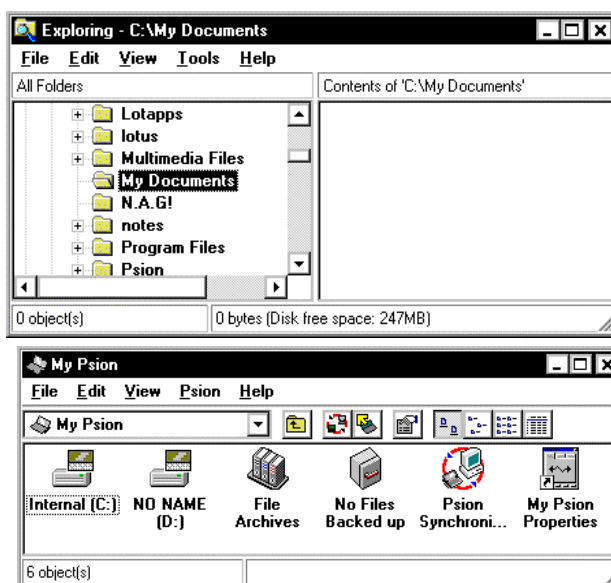 Exploring - C:\My Documents
File Edit View Tools Help
All Folders
Contents of 'C:\My Documents'
Lotapps
lotus
Multimedia Files
My Documents
N.A.G!
notes
Program Files
Psion
0 object(s)
0 bytes (Disk free space: 247MB)
My Psion
File Edit View Psion Help
My Psion
Internal (C:)
NO NAME
(D:)
File
Archives
No Files
Backed up
Psion
Synchroni...
My Psion
Properties
6 object(s)